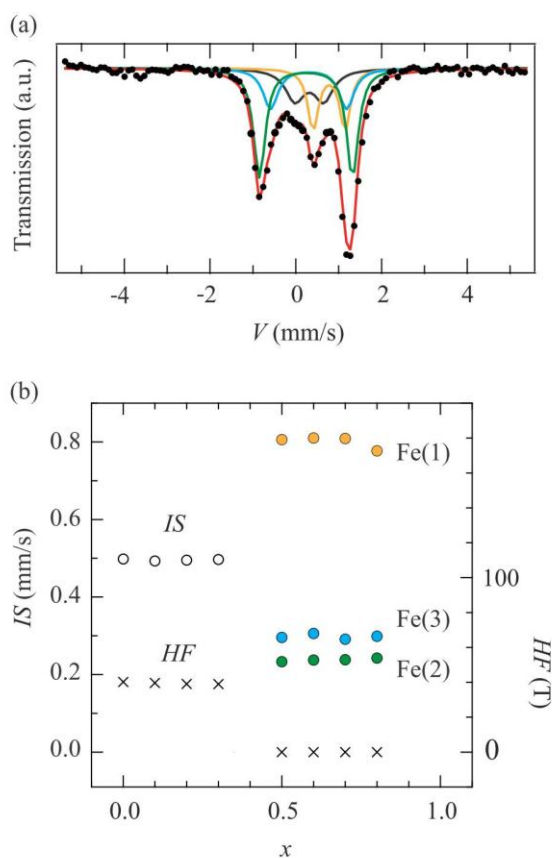 (a)
Transmission (a.u.)
-4 -2 0 2 4
V (mm/s)
(b)
0.8
Fe(1)
0.6
IS
IS (mm/s)
100
0.4
HF
Fe(3)
HF (T)
0.2
Fe(2)
0.0
0
0.0 0.5 1.0
x